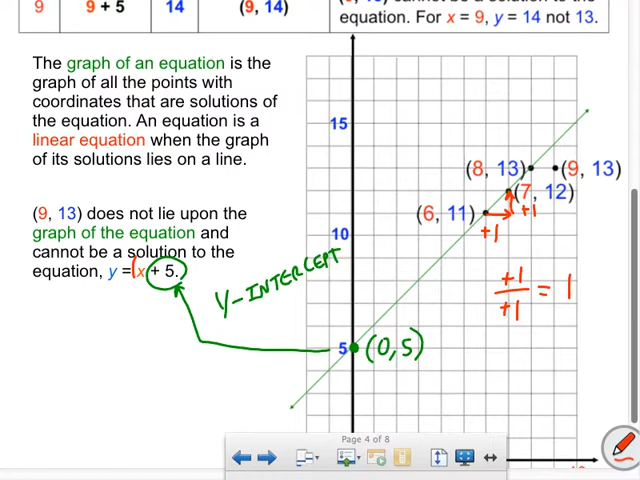 9
9 + 5
14
(9, 14)
equation. For x = 9, y = 14 not 13.
The graph of an equation is the
graph of all the points with
coordinates that are solutions of
the equation. An equation is a
linear equation when the graph
of its solutions lies on a line.
(9, 13) does not lie upon the
graph of the equation and
cannot be a solution to the
equation, y = (x + 5.)
Y-INTERCEPT
15
(8, 13)
(9, 13)
(7, 12)
+1
(6, 11)
+1
10
+1
+1
= 1
5
(0,5)
Page 4 of 8